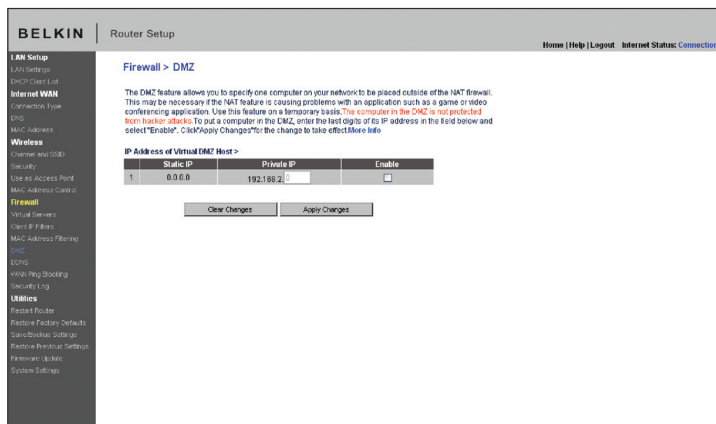 BELKIN
Router Setup
Home | Help | Logout Internet Status: Connection
LAN Setup
LAN Settings
DHCP Client List
Internet WAN
Connection Type
DNS
MAC Address
Wireless
Channel and SSID
Security
Use as Access Point
MAC Address Control
Firewall
Virtual Servers
Client IP Filters
MAC Address Filtering
DMZ
DDNS
WAN Ping Blocking
Security Log
Utilities
Restart Router
Restore Factory Defaults
Save/Backup Settings
Restore Previous Settings
Firmware Update
System Settings
Firewall > DMZ
The DMZ feature allows you to specify one computer on your network to be placed outside of the NAT firewall.
This may be necessary if the NAT feature is causing problems with an application such as a game or video
conferencing application. Use this feature on a temporary basis. The computer in the DMZ is not protected
from hacker attacks. To put a computer in the DMZ, enter the last digits of its IP address in the field below and
select "Enable". Click "Apply Changes" for the change to take effect. More Info
IP Address of Virtual DMZ Host >
Static IP Private IP Enable
1 0.0.0.0 192.168.2. 0
Clear Changes Apply Changes